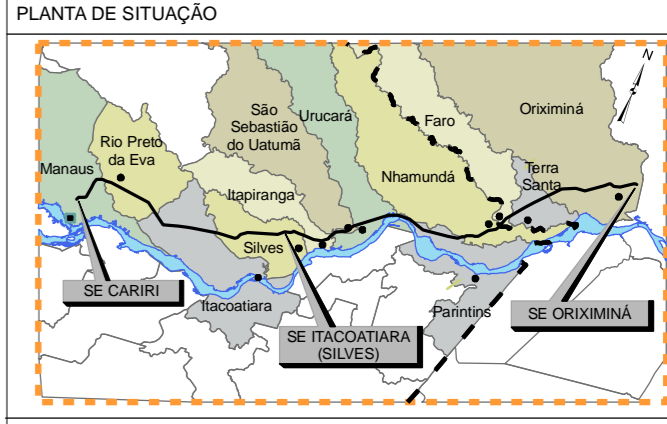 PLANTA DE SITUAÇÃO
N
Oriximiná
São
Sebastião
do Uatumã
Urucará
Faro
Rio Preto
da Eva
Manaus
Nhamundá
Terra
Santa
Itapiranga
Silves
SE CARIRI
Itacoatiara
SE ITACOATIARA
(SILVES)
Parintins
SE ORIXIMINÁ